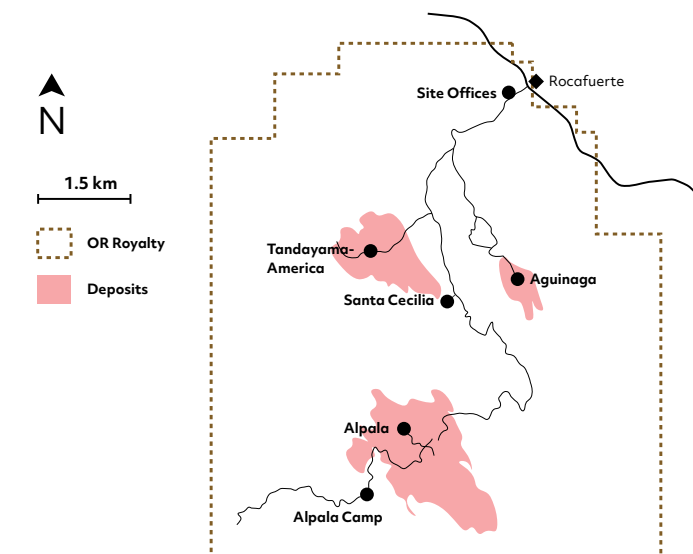 Rocafuerte
Site Offices
N
1.5 km
OR Royalty
Deposits
Tandayama-
America
Aguinaga
Santa Cecilia
Alpala
Alpala Camp